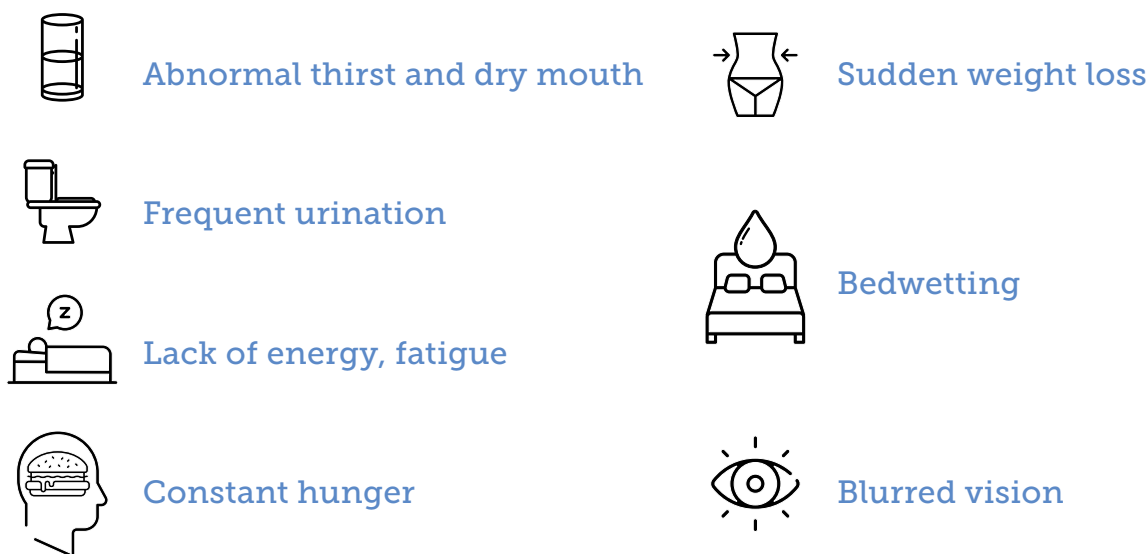 Abnormal thirst and dry mouth
Frequent urination
z
Lack of energy, fatigue
Constant hunger
Sudden weight loss
Bedwetting
Blurred vision